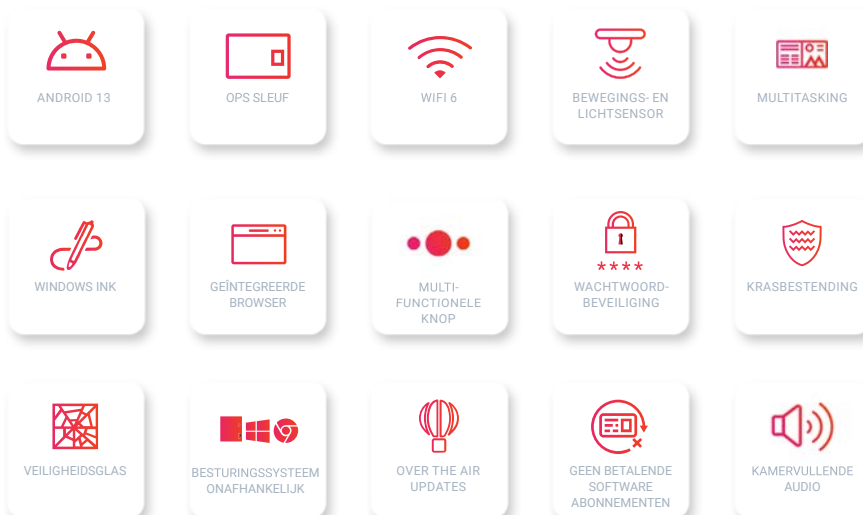 ANDROID 13
OPS SLEUF
WIFI 6
BEWEGINGS- EN
LICHTSENSOR
MULTITASKING
WINDOWS INK
GEÎNTEGREERDE
BROWSER
MULTI-
FUNCTIONELE
KNOP
****
WACHTWOORD-
BEVEILIGING
KRASBESTENDING
VEILIGHEIDSGLAS
BESTURINGSSYSTEEM
ONAFHANKELIJK
OVER THE AIR
UPDATES
GEEN BETALENDE
SOFTWARE
ABONNEMENTEN
KAMERVULLENDE
AUDIO